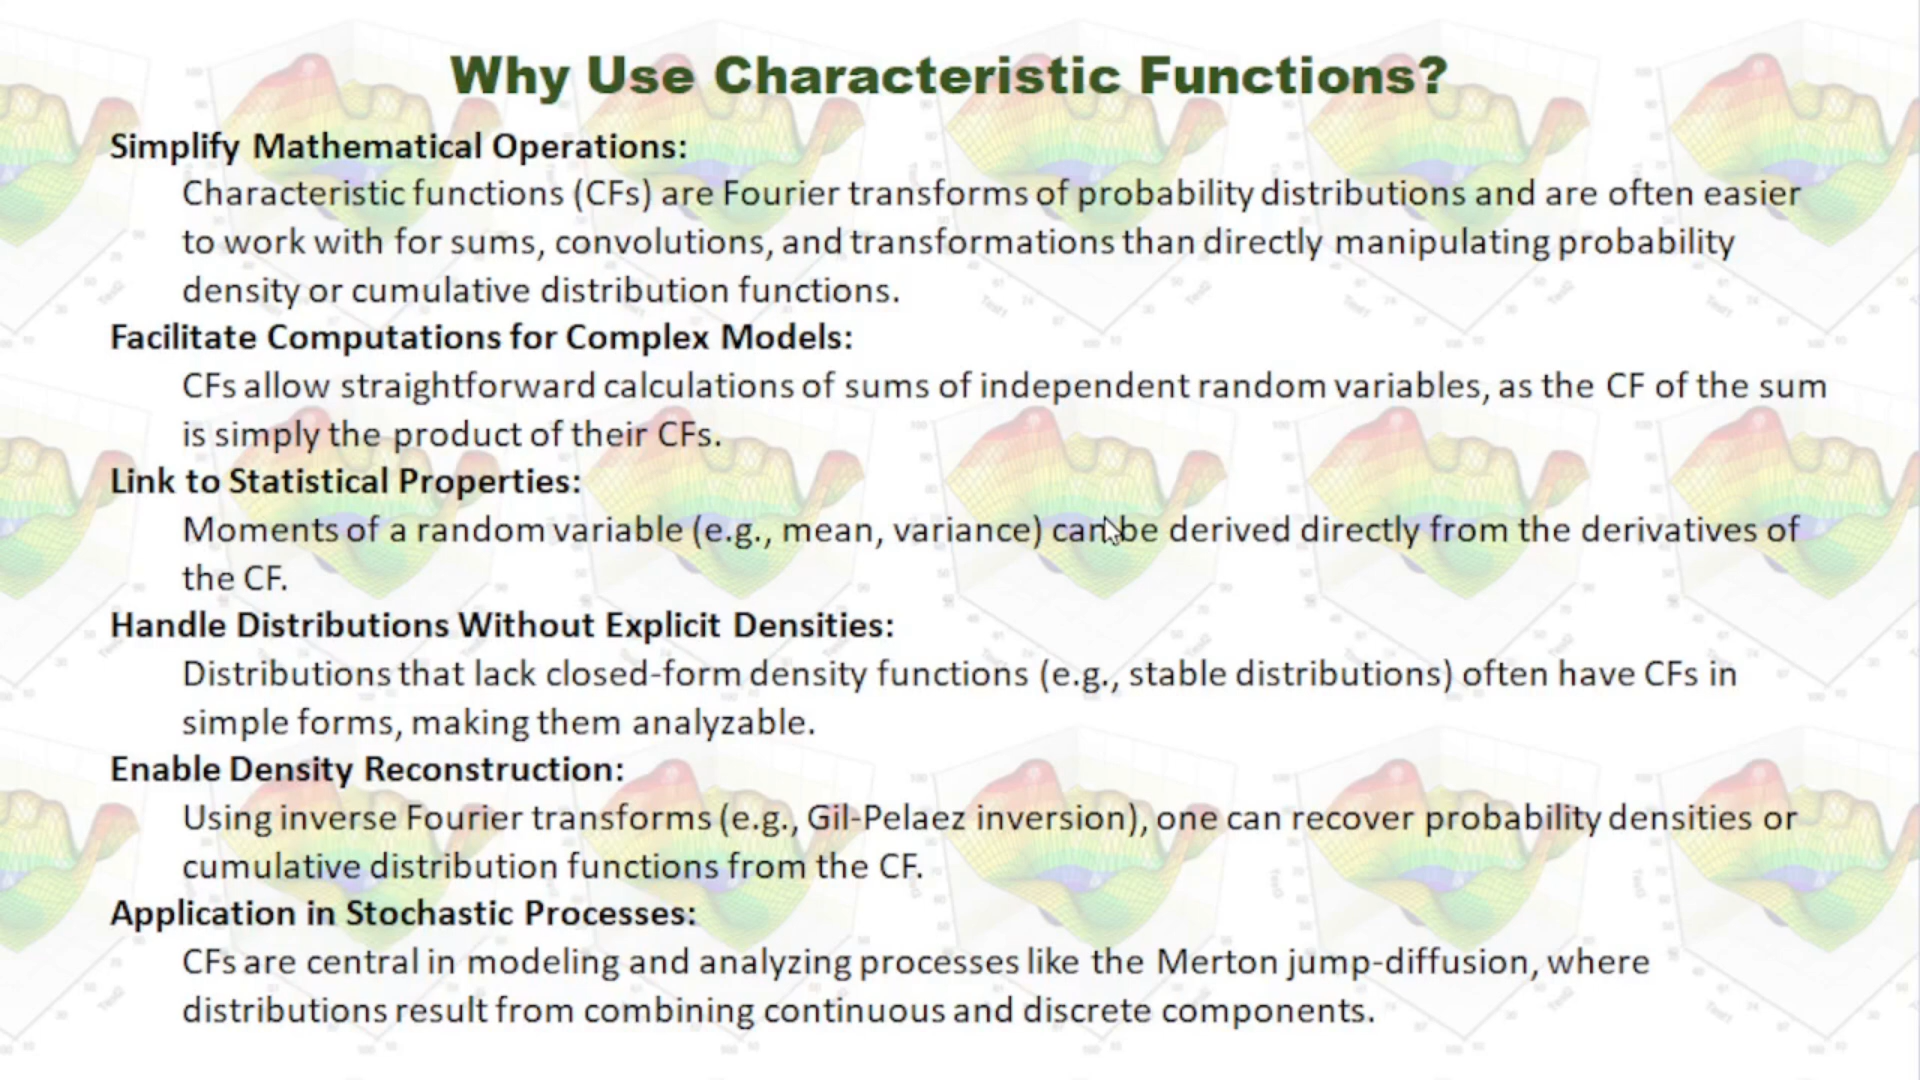 Why Use Characteristic Functions?
Simplify Mathematical Operations:
Characteristic functions (CFs) are Fourier transforms of probability distributions and are often easier
to work with for sums, convolutions, and transformations than directly manipulating probability
density or cumulative distribution functions.
Facilitate Computations for Complex Models:
CFs allow straightforward calculations of sums of independent random variables, as the CF of the sum
is simply the product of their CFs.
Link to Statistical Properties:
Moments of a random variable (e.g., mean, variance) can be derived directly from the derivatives of
the CF.
Handle Distributions Without Explicit Densities:
Distributions that lack closed-form density functions (e.g., stable distributions) often have CFs in
simple forms, making them analyzable.
Enable Density Reconstruction:
Using inverse Fourier transforms (e.g., Gil-Pelaez inversion), one can recover probability densities or
cumulative distribution functions from the CF.
Application in Stochastic Processes:
CFs are central in modeling and analyzing processes like the Merton jump-diffusion, where
distributions result from combining continuous and discrete components.